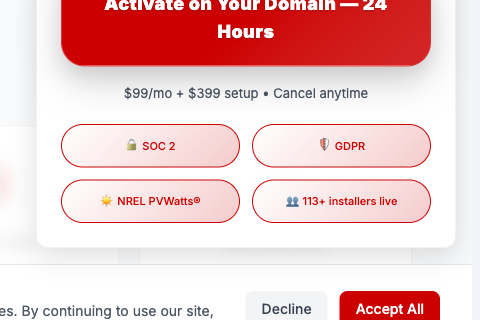 Activate on Your Domain — 24
Hours
$99/mo + $399 setup • Cancel anytime
SOC 2
GDPR
NREL PVWatts®
113+ installers live
es. By continuing to use our site,
Decline
Accept All